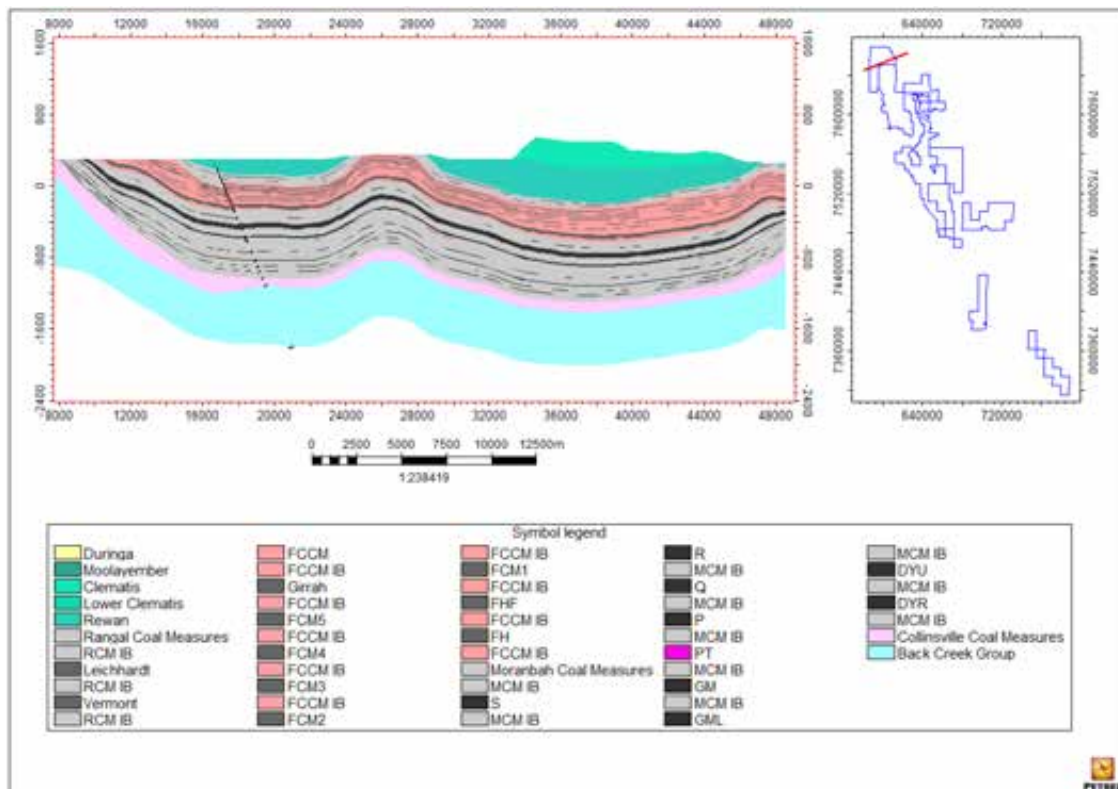 8000 12000 16000 20000 24000 28000 32000 36000 40000 44000 48000
640000 720000
1600
800
0
-800
-1600
-2400
1600
800
0
-800
-1600
-2400
7600000
7520000
7440000
7360000
7600000
7520000
7440000
7360000
8000 12000 16000 20000 24000 28000 32000 36000 40000 44000 48000
640000 720000
0 2500 5000 7500 10000 12500m
1:238419
Symbol legend
Duringa FCCM FCCM IB R MCM IB
Moolayember FCCM IB FCM1 MCM IB DYU
Clematis Girrah FCCM IB Q MCM IB
Lower Clematis FCCM IB FHF MCM IB DYR
Rewan FCM5 FCCM IB P MCM IB
Rangal Coal Measures FCCM IB FH MCM IB Collinsville Coal Measures
RCM IB FCM4 FCCM IB PT Back Creek Group
Leichhardt FCCM IB Moranbah Coal Measures MCM IB
RCM IB FCM3 MCM IB GM
Vermont FCCM IB S MCM IB
RCM IB FCM2 MCM IB GML